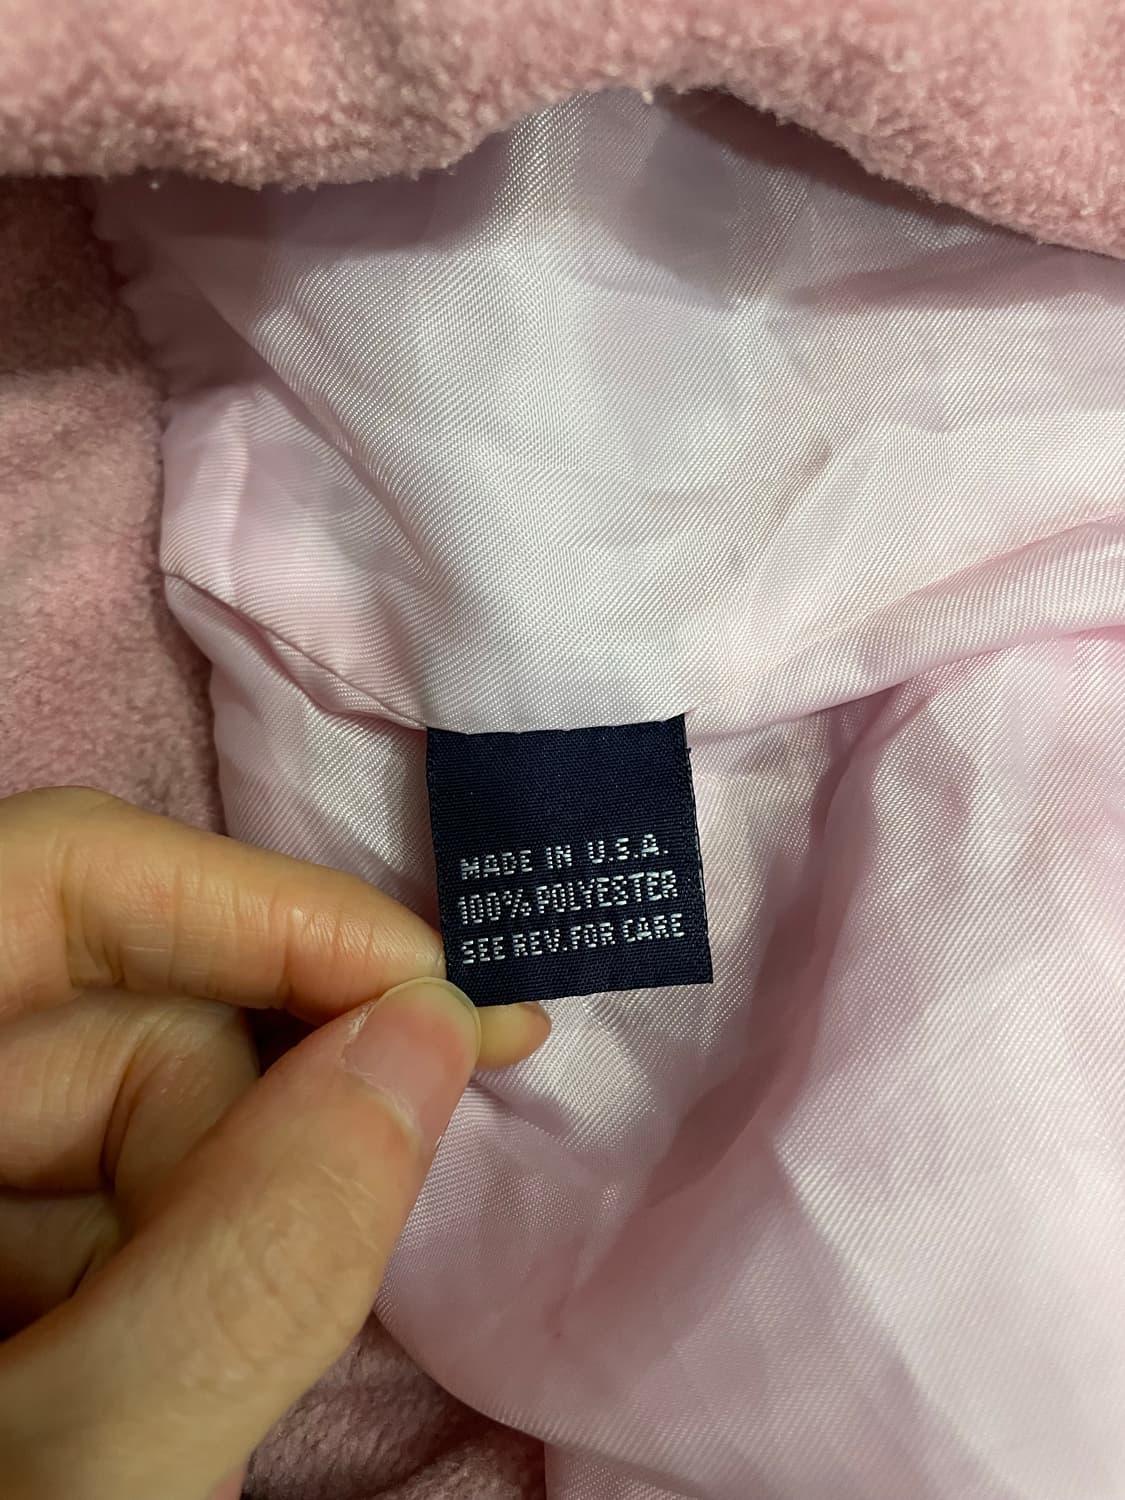 MADE IN U.S.A.
100% POLYESTER
SEE REV.FOR CARE